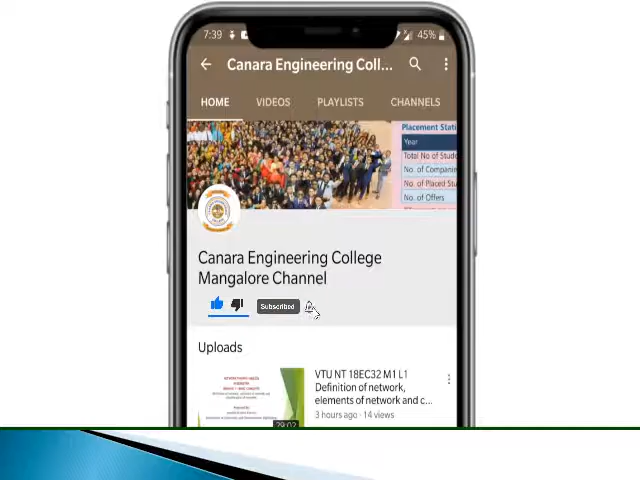 7:39
45%
Canara Engineering Coll...
HOME VIDEOS PLAYLISTS CHANNELS
Placement Stati
Year
Total No of Stude
No. of Companie
No. of Placed Stu
No. of Offers
Canara Engineering College
Mangalore Channel
Subscribed
Uploads
VTU NT 18EC32 M1 L1
Definition of network,
elements of network and c...
3 hours ago · 14 views
29:02